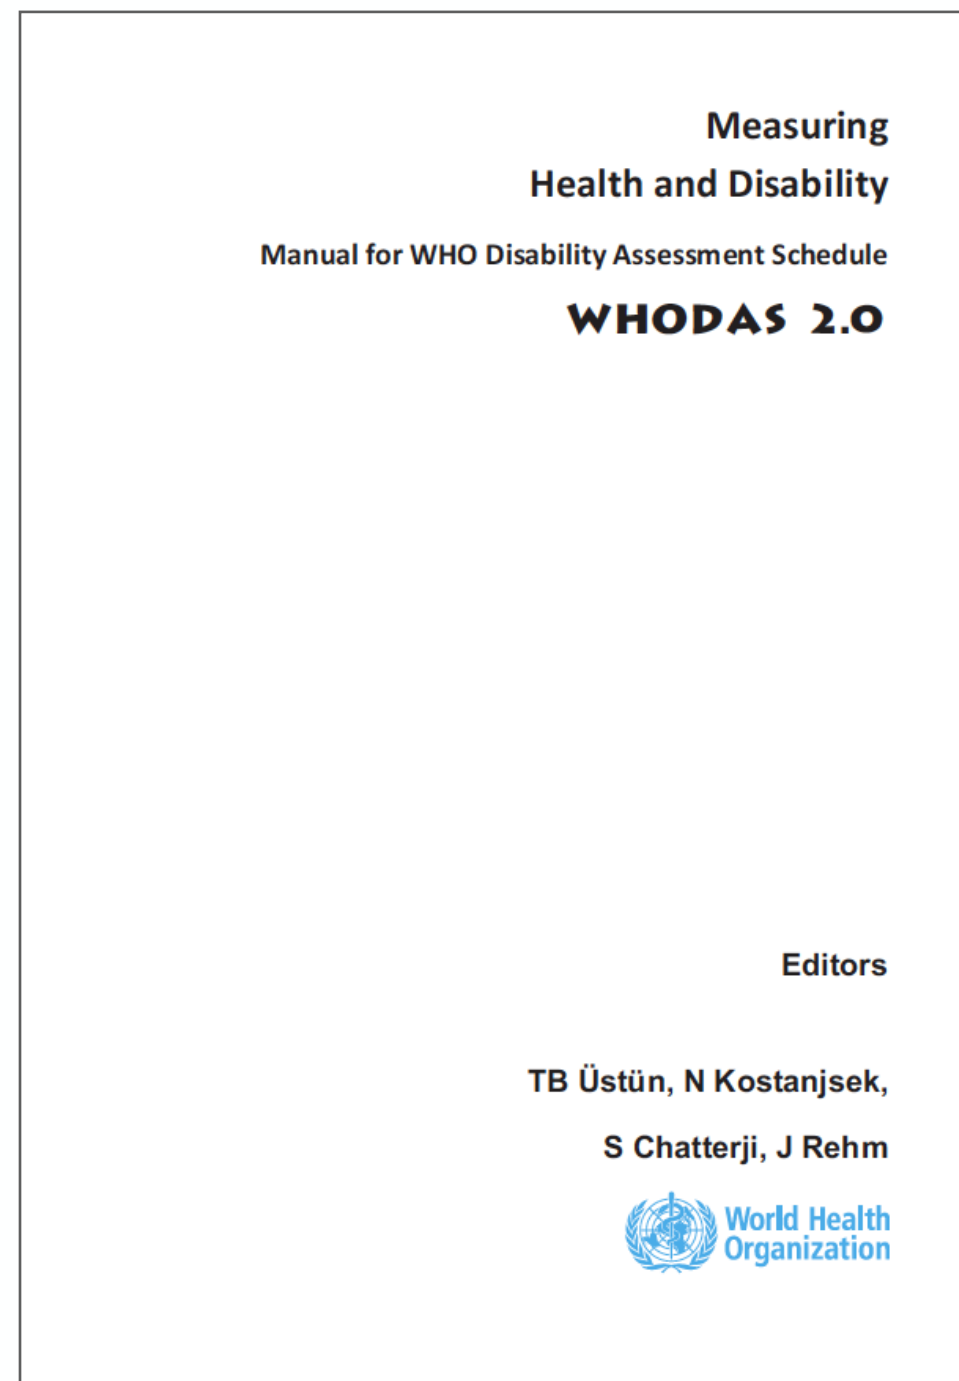 Measuring
Health and Disability
Manual for WHO Disability Assessment Schedule
WHODAS 2.0
Editors
TB Üstün, N Kostanjsek,
S Chatterji, J Rehm
World Health
Organization